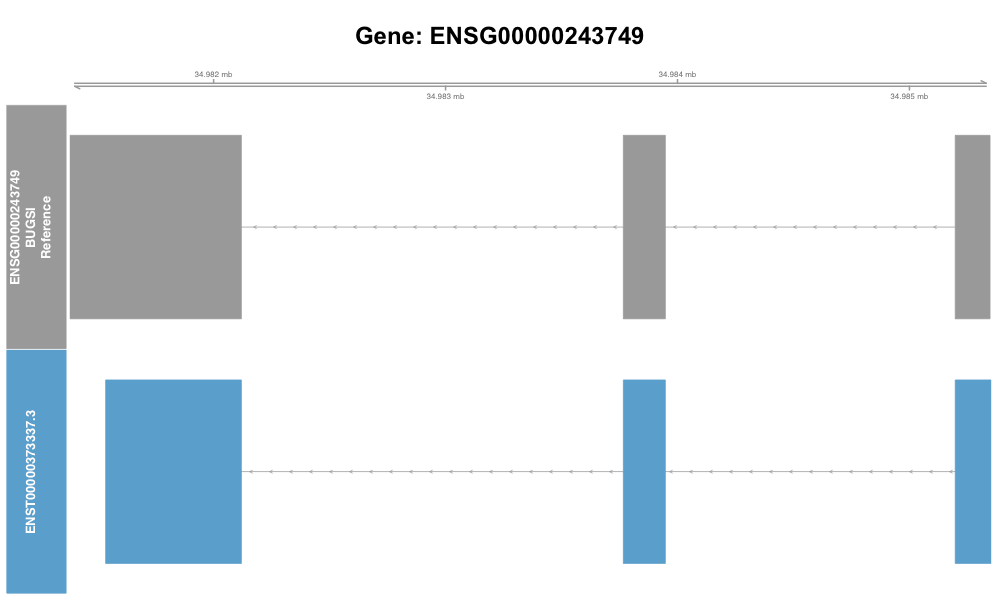 Gene: ENSG00000243749
34.982 mb
34.984 mb
34.983 mb
34.985 mb
ENSG00000243749
BUGSI
Reference
ENST00000373337.3